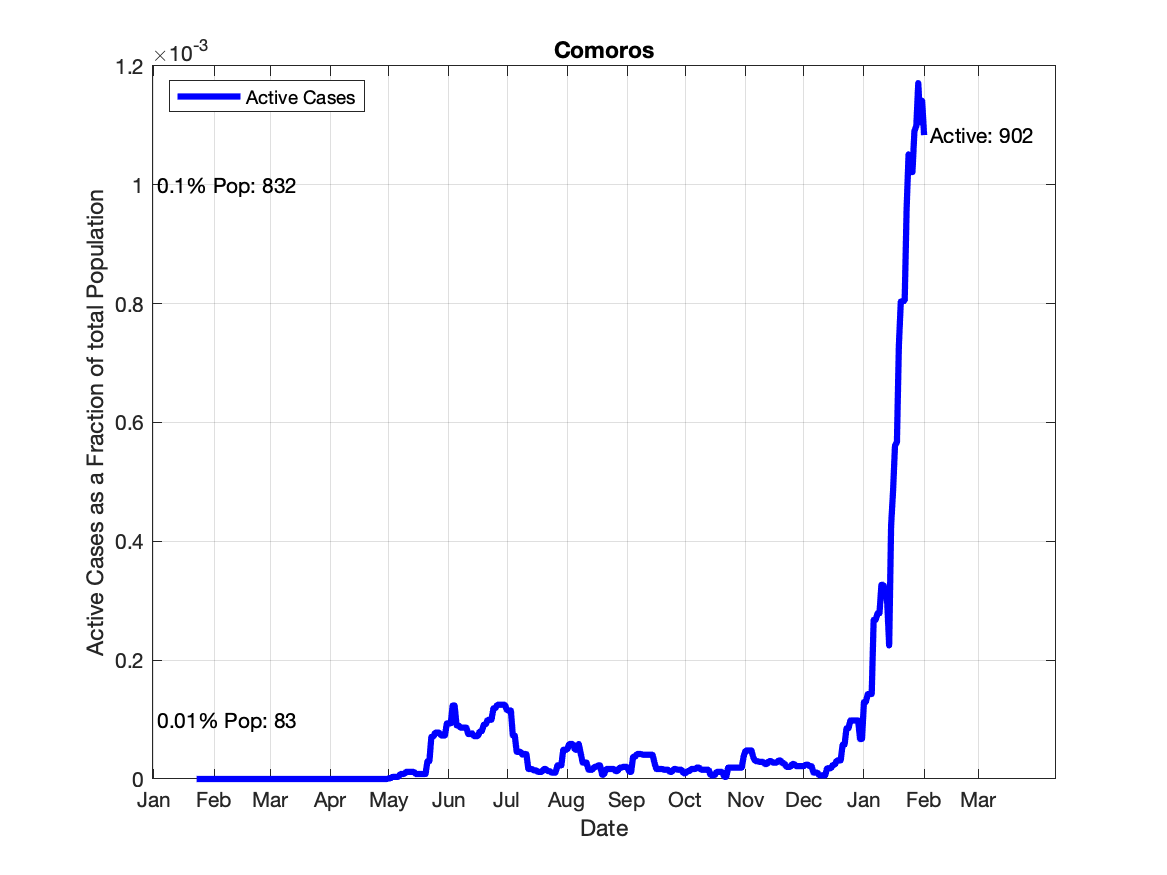 Comoros
×10-3
1.2
1
0.8
0.6
0.4
0.2
0
Active Cases
Active: 902
0.1% Pop: 832
0.01% Pop: 83
Active Cases as a Fraction of total Population
Jan Feb Mar Apr May Jun Jul Aug Sep Oct Nov Dec Jan Feb Mar
Date